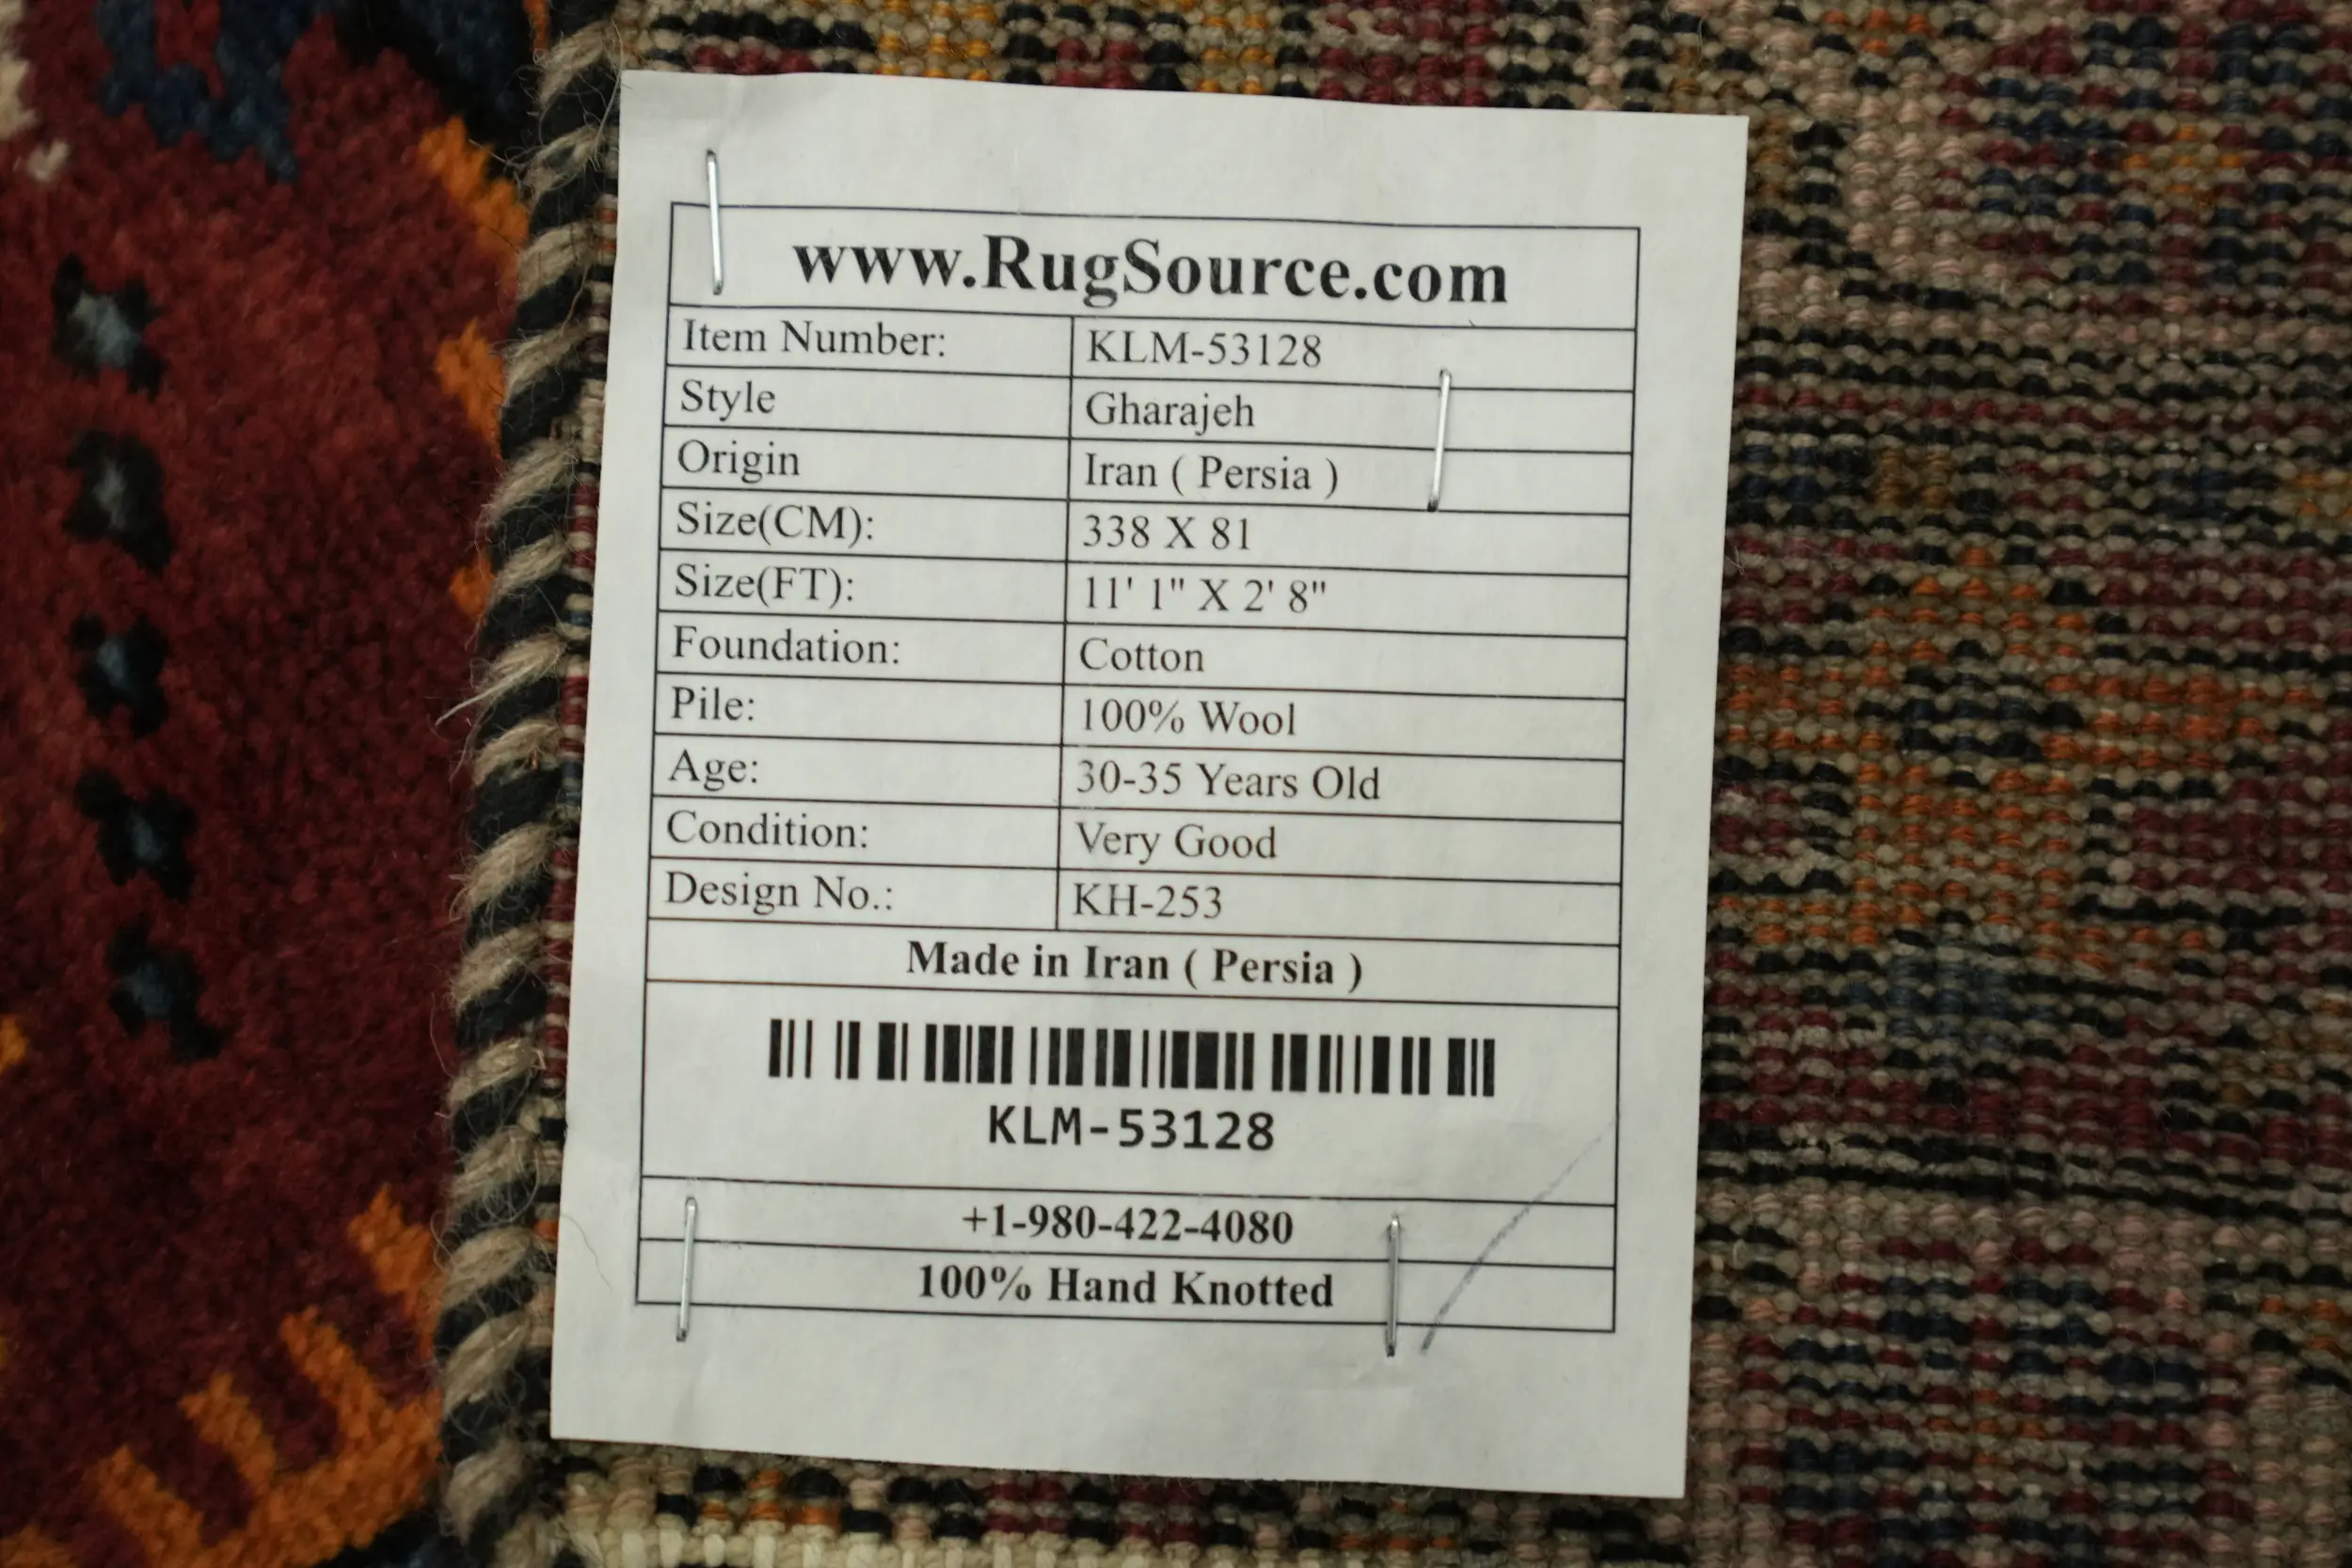 www.RugSource.com
Item Number: KLM-53128
Style Gharajeh
Origin Iran ( Persia )
Size(CM): 338 X 81
Size(FT): 11' 1" X 2' 8"
Foundation: Cotton
Pile: 100% Wool
Age: 30-35 Years Old
Condition: Very Good
Design No.: KH-253
Made in Iran ( Persia )
KLM-53128
+1-980-422-4080
100% Hand Knotted